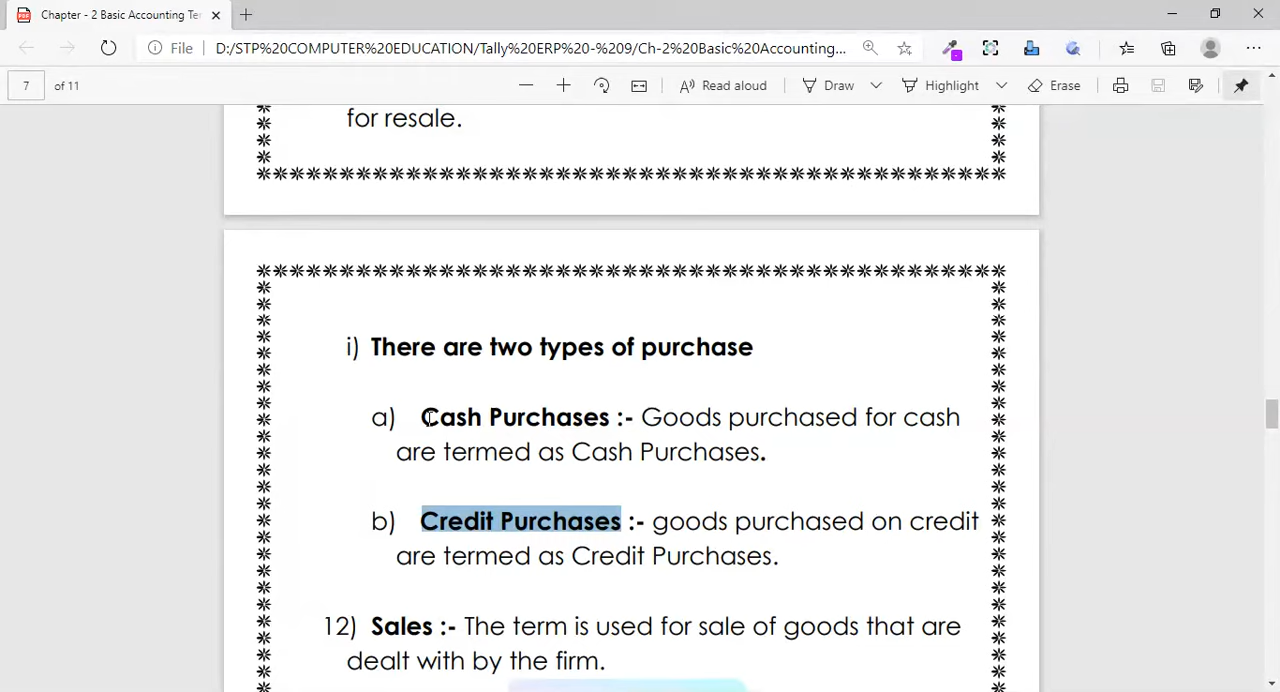 Chapter - 2 Basic Accounting Ter
File
D:/STP%20COMPUTER%20EDUCATION/Tally%20ERP%20-%209/Ch-2%20Basic%20Accounting...
7 of 11
Read aloud
Draw
Highlight
Erase
for resale.
i) There are two types of purchase
a) Cash Purchases :- Goods purchased for cash
are termed as Cash Purchases.
b) Credit Purchases :- goods purchased on credit
are termed as Credit Purchases.
12) Sales :- The term is used for sale of goods that are
dealt with by the firm.